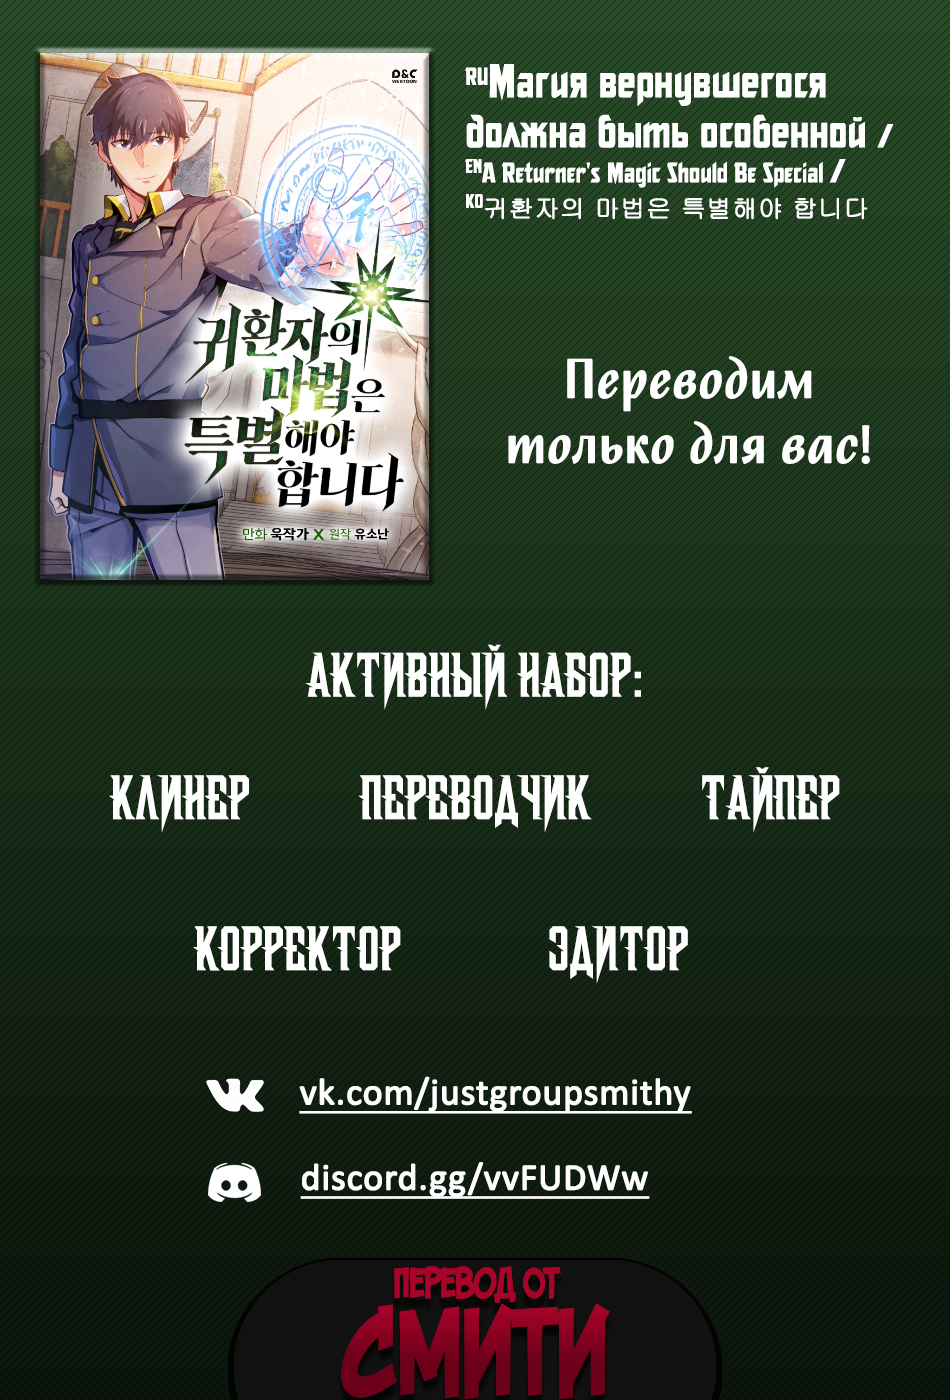 D&C
WEBTOON
귀환자의
마법은
특별해야
합니다
만화 욱작가 X 원작 유소난
RUМагия вернувшегося
должна быть особенной /
ENA Returner's Magic Should Be Special /
KO귀환자의 마법은 특별해야 합니다
Переводим
только для вас!
АКТИВНЫЙ НАБОР:
КЛИНЕР ПЕРЕВОДЧИК ТАЙПЕР
КОРРЕКТОР ЭДИТОР
vk.com/justgroupsmithy
discord.gg/vvFUDWw
ПЕРЕВОД ОТ
СМИТИ